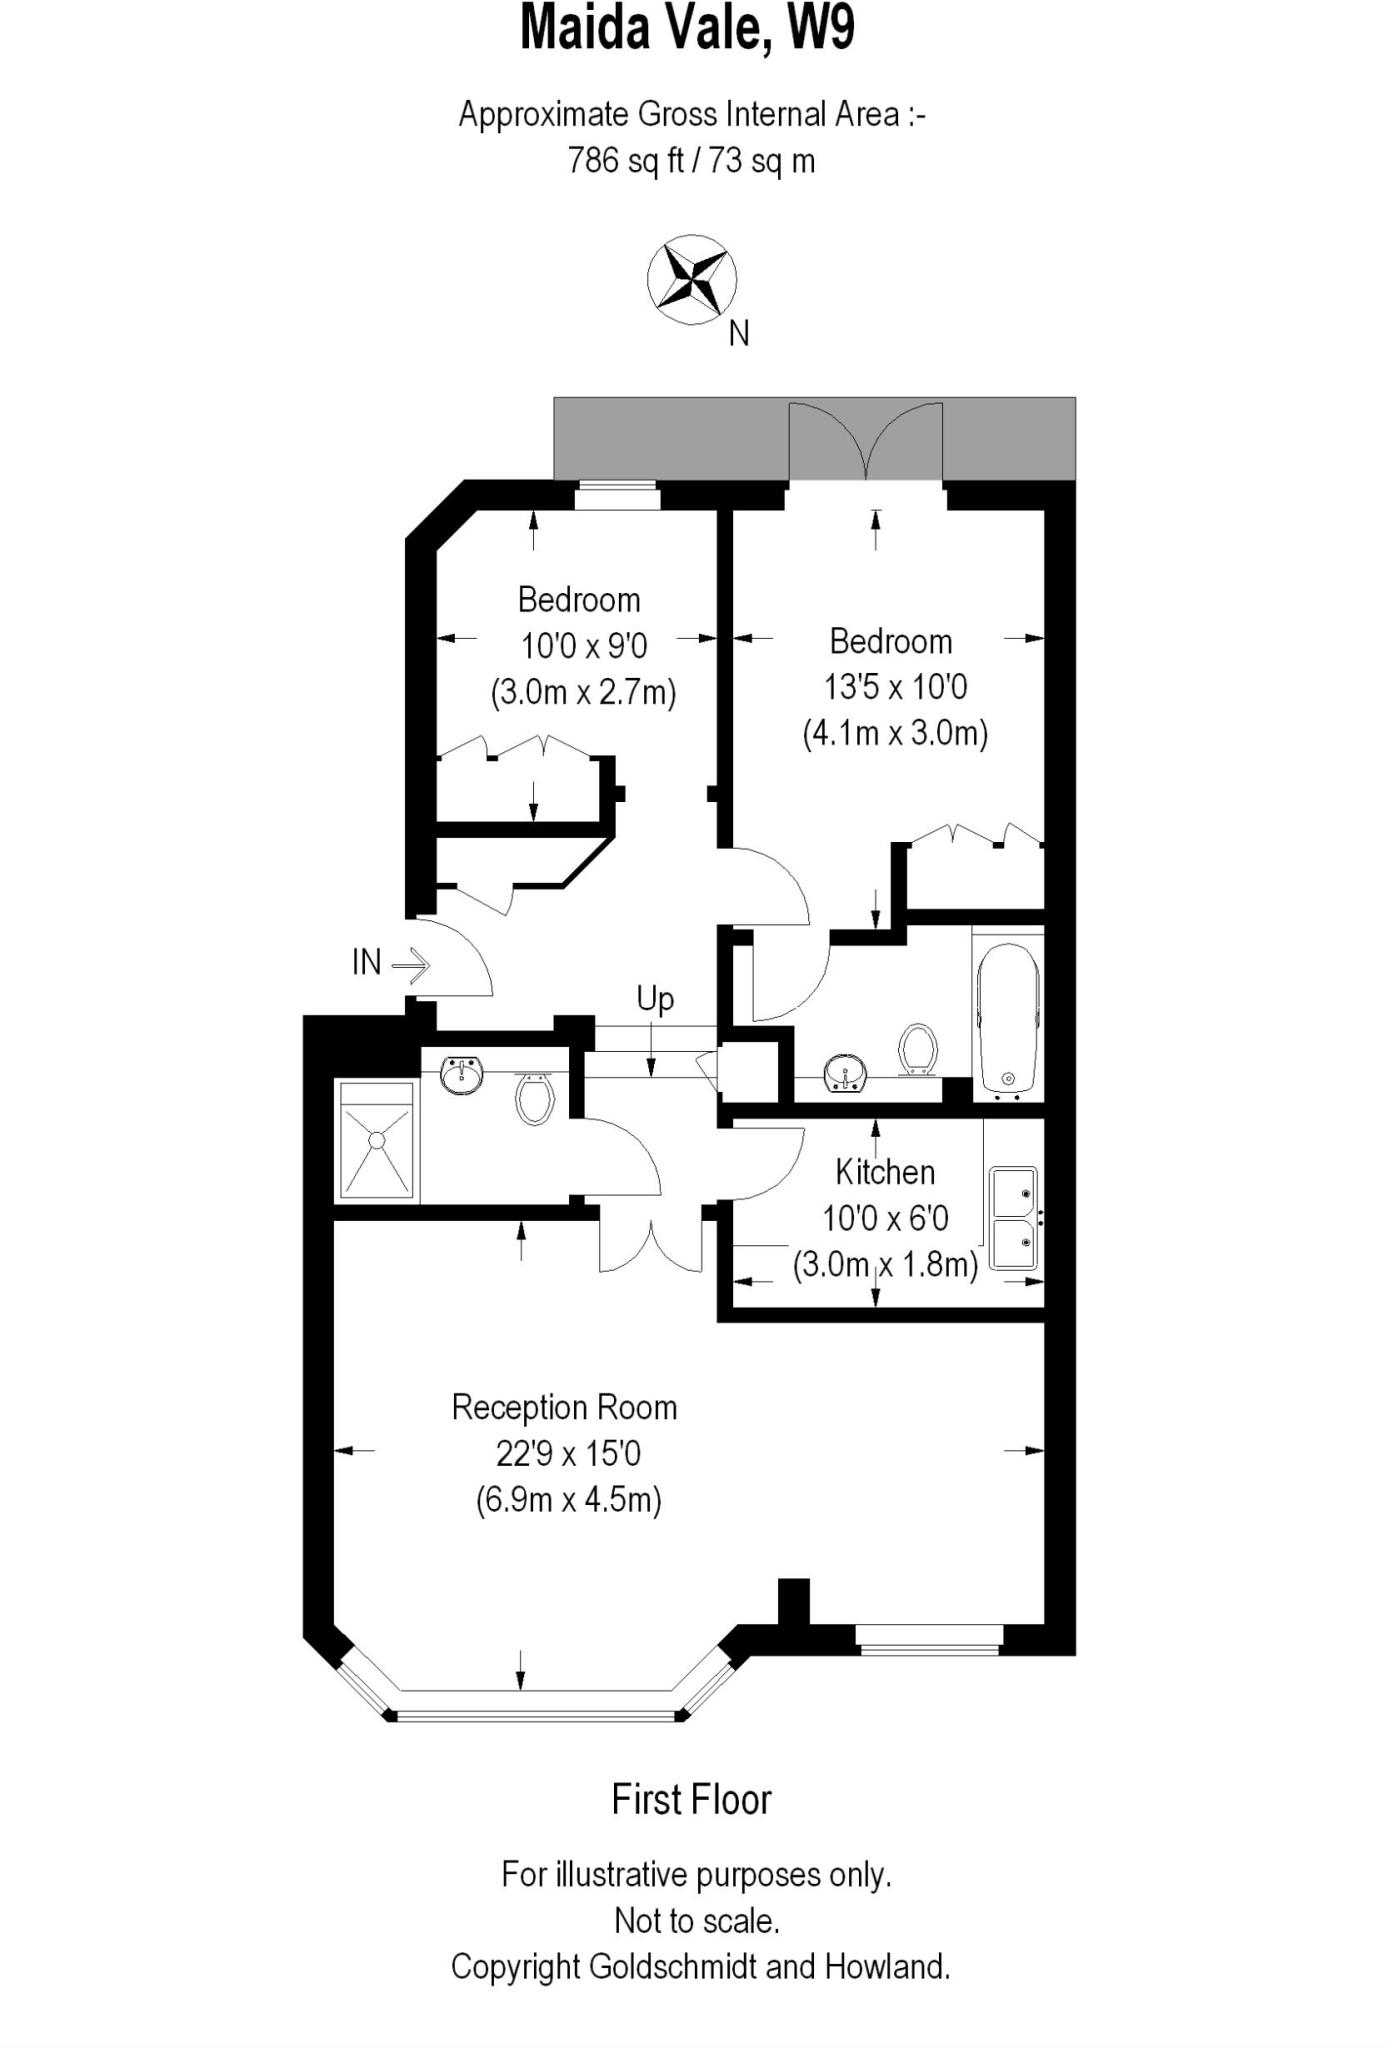 Maida Vale, W9
Approximate Gross Internal Area :-
786 sq ft / 73 sq m
N
Bedroom
10'0 x 9'0
(3.0m x 2.7m)
Bedroom
13'5 x 10'0
(4.1m x 3.0m)
IN
Up
Kitchen
10'0 x 6'0
(3.0m x 1.8m)
Reception Room
22'9 x 15'0
(6.9m x 4.5m)
First Floor
For illustrative purposes only.
Not to scale.
Copyright Goldschmidt and Howland.